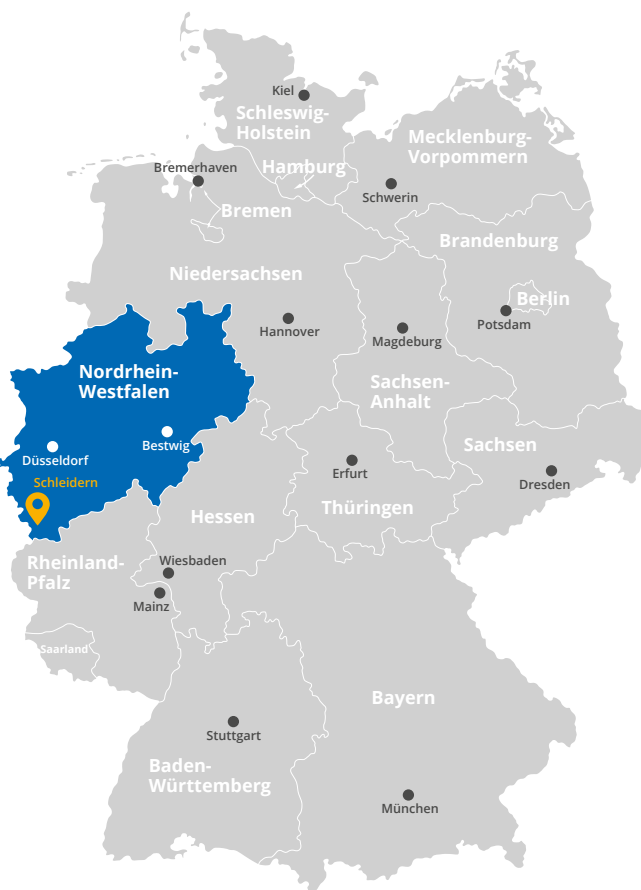 Kiel
Schleswig-
Holstein
Mecklenburg-
Vorpommern
Hamburg
Bremerhaven
Schwerin
Bremen
Brandenburg
Niedersachsen
Berlin
Hannover
Potsdam
Magdeburg
Nordrhein-
Westfalen
Sachsen-
Anhalt
Bestwig
Sachsen
Düsseldorf
Erfurt
Schleidern
Dresden
Thüringen
Hessen
Rheinland-
Pfalz
Wiesbaden
Mainz
Saarland
Bayern
Stuttgart
Baden-
Württemberg
München